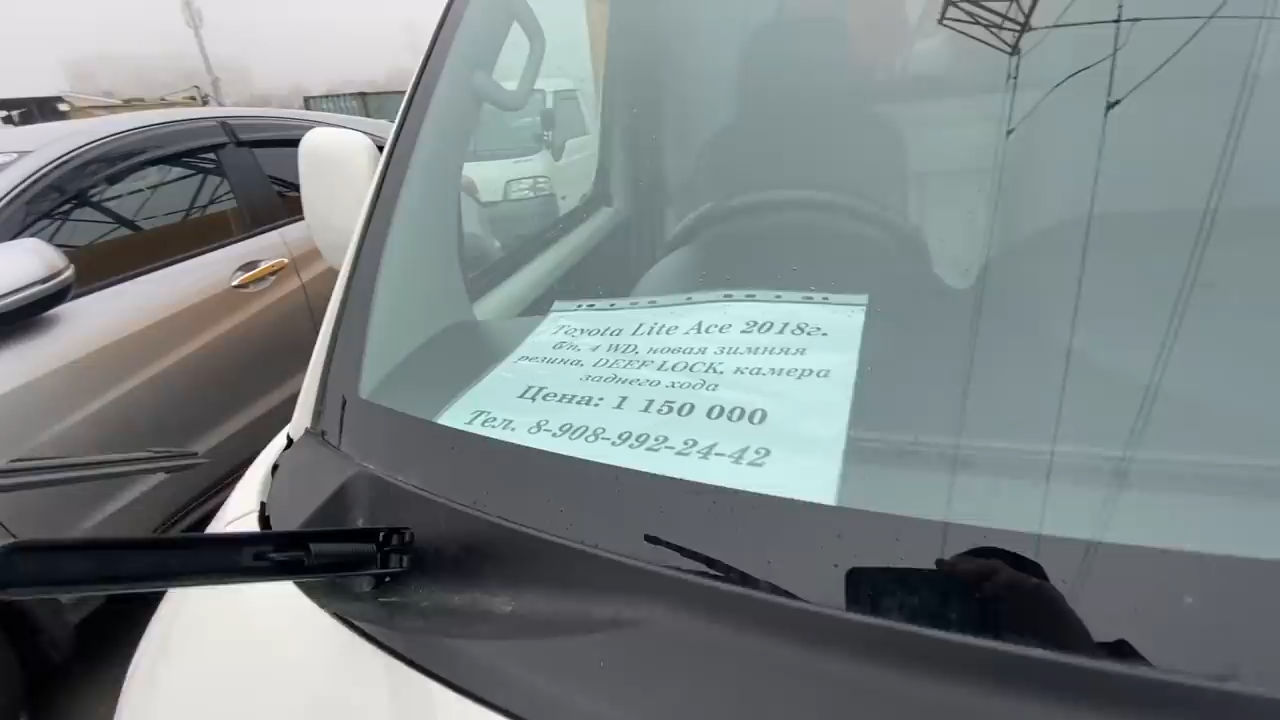 Toyota Lite Ace 2018г.
б/п, 4 WD, новая зимняя
резина, DEEF LOCK, камера
заднего хода
Цена: 1 150 000
Тел. 8-908-992-24-42